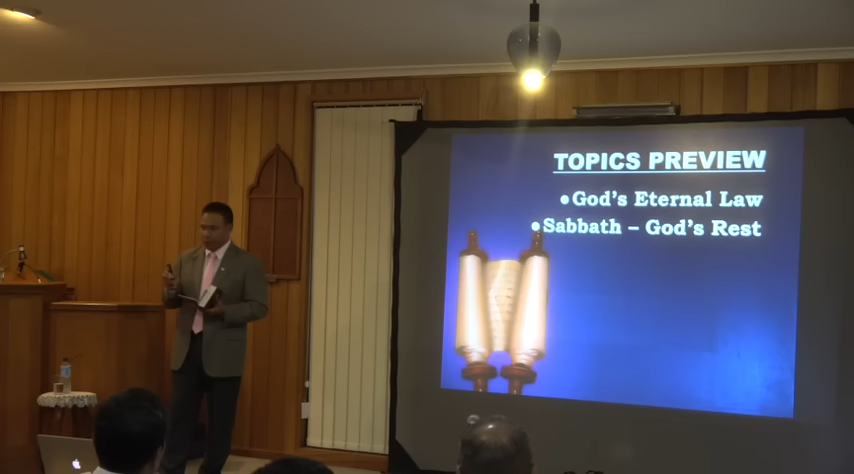 TOPICS PREVIEW
•God's Eternal Law
•Sabbath – God's Rest